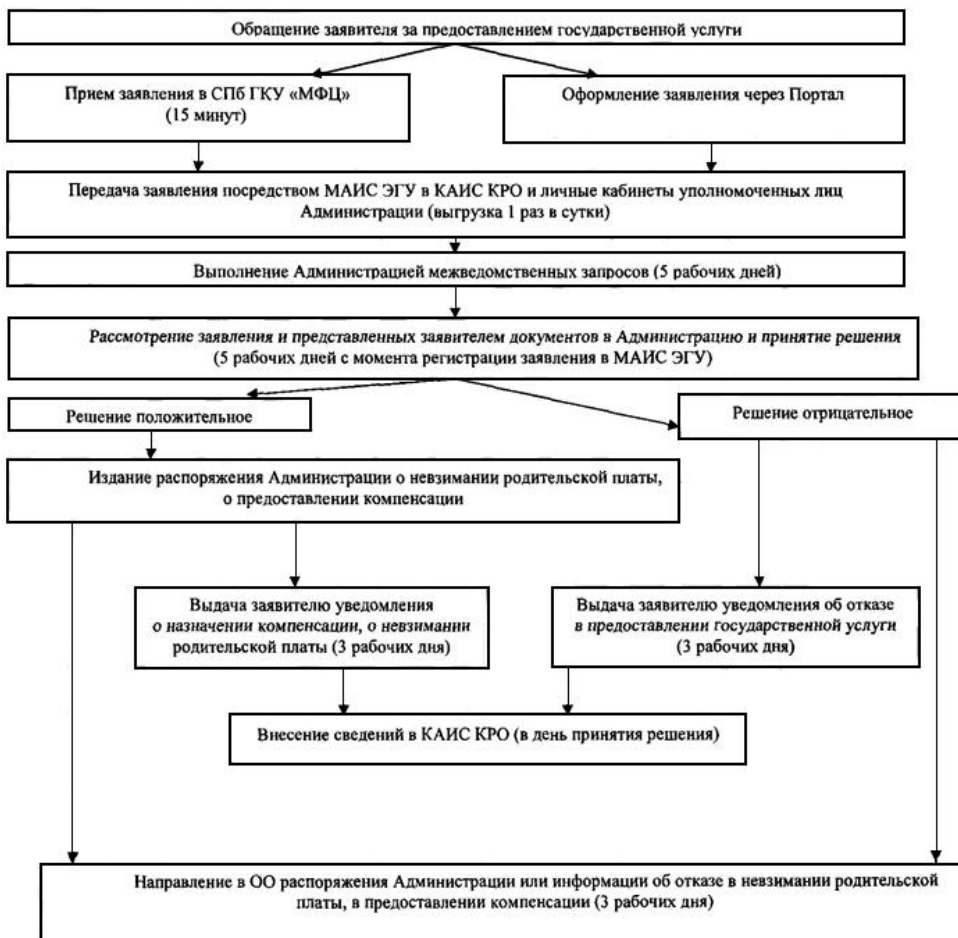 Обращение заявителя за предоставлением государственной услуги
Прием заявления в СПб ГКУ «МФЦ»
(15 минут)
Оформление заявления через Портал
Передача заявления посредством МАИС ЭГУ в КАИС КРО и личные кабинеты уполномоченных лиц
Администрации (выгрузка 1 раз в сутки)
Выполнение Администрацией межведомственных запросов (5 рабочих дней)
Рассмотрение заявления и представленных заявителем документов в Администрацию и принятие решения
(5 рабочих дней с момента регистрации заявления в МАИС ЭГУ)
Решение положительное
Решение отрицательное
Издание распоряжения Администрации о невзимании родительской платы,
о предоставлении компенсации
Выдача заявителю уведомления
о назначении компенсации, о невзимании
родительской платы (3 рабочих дня)
Выдача заявителю уведомления об отказе
в предоставлении государственной услуги
(3 рабочих дня)
Внесение сведений в КАИС КРО (в день принятия решения)
Направление в ОО распоряжения Администрации или информации об отказе в невзимании родительской
платы, в предоставлении компенсации (3 рабочих дня)